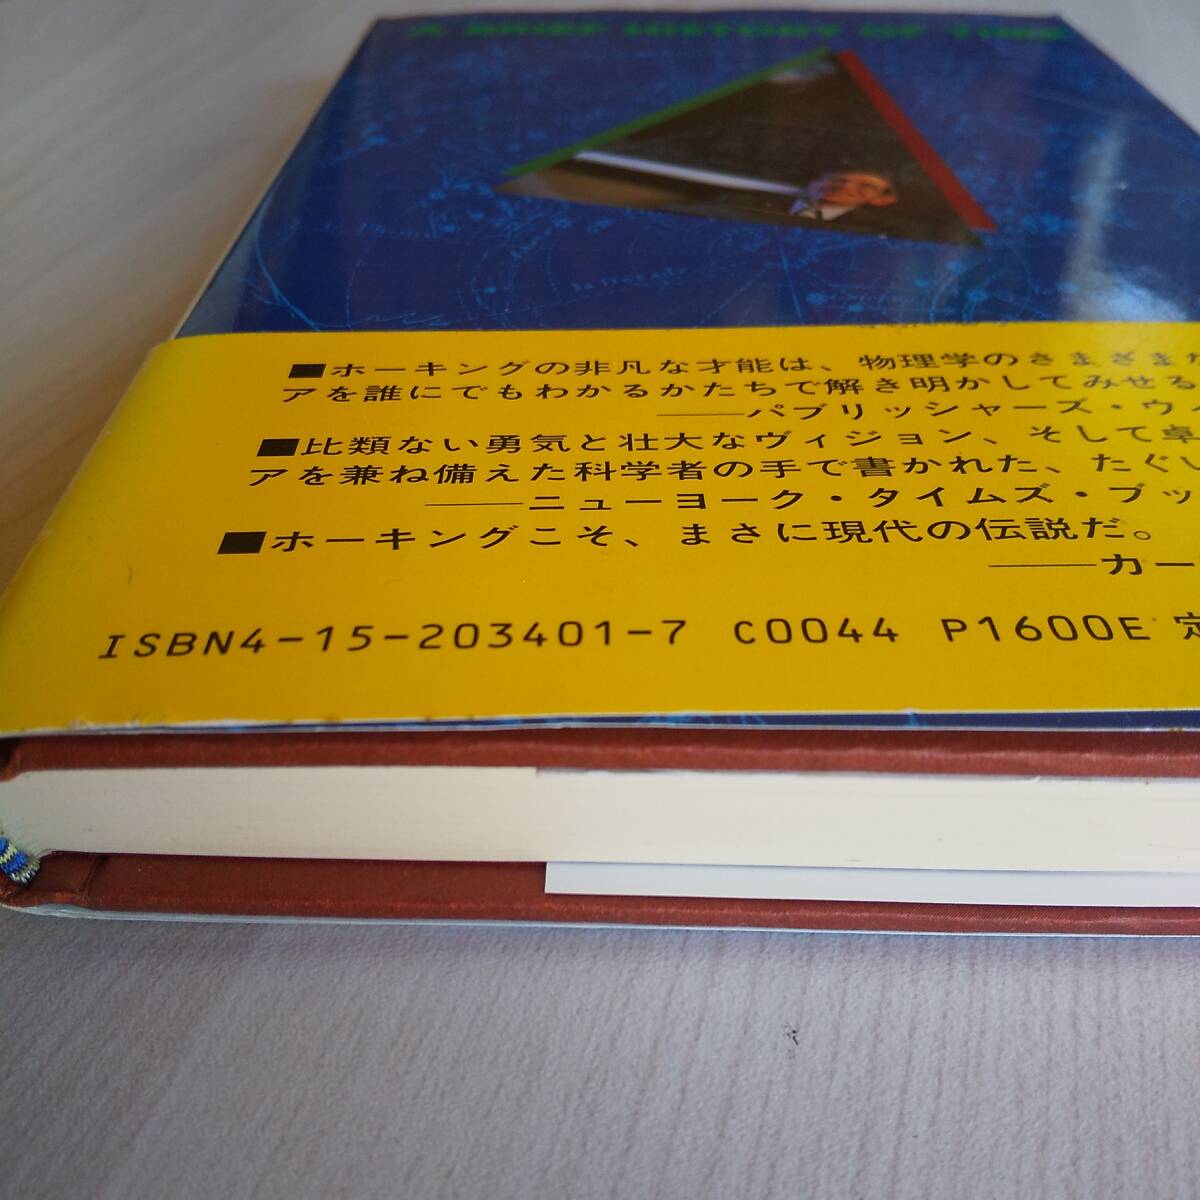 A BRIEF HISTORY OF TIME
■ホーキングの非凡な才能は、物理学のさまざまな
アを誰にでもわかるかたちで解き明かしてみせる
——パブリッシャーズ・ウィ
■比類ない勇気と壮大なヴィジョン、そして卓
アを兼ね備えた科学者の手で書かれた、たぐい
——ニューヨーク・タイムズ・ブッ
■ホーキングこそ、まさに現代の伝説だ。
——カー
ISBN4-15-203401-7 C0044 P1600E 定